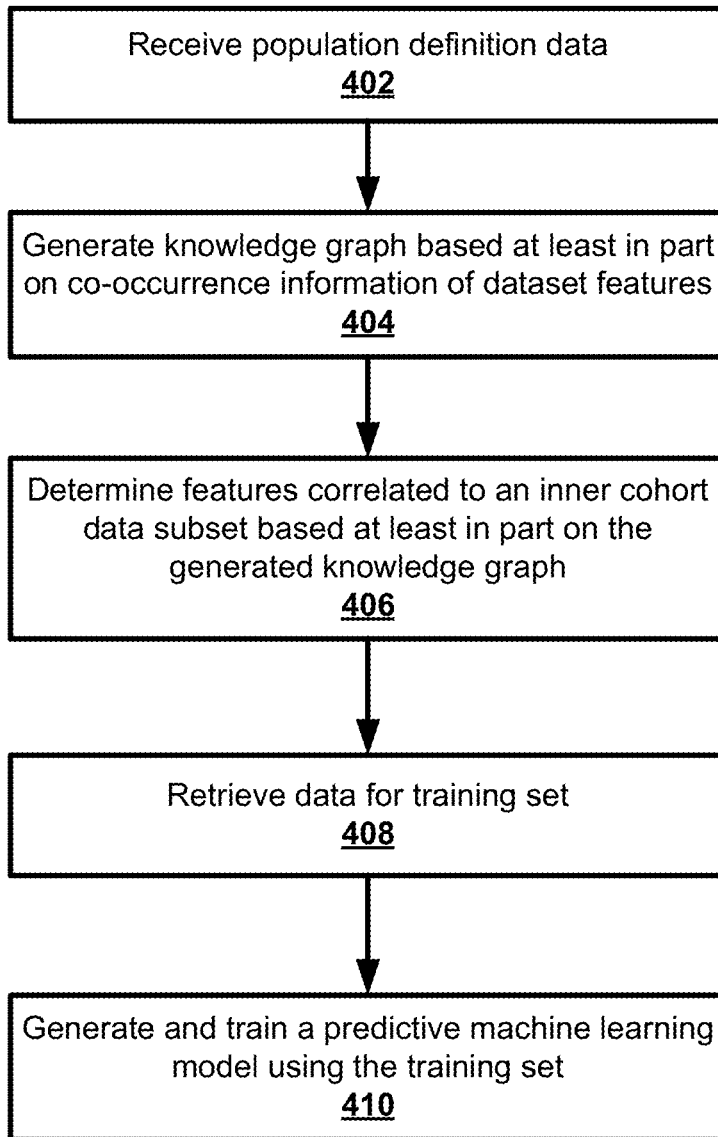 Receive population definition data
402
Generate knowledge graph based at least in part
on co-occurrence information of dataset features
404
Determine features correlated to an inner cohort
data subset based at least in part on the
generated knowledge graph
406
Retrieve data for training set
408
Generate and train a predictive machine learning
model using the training set
410